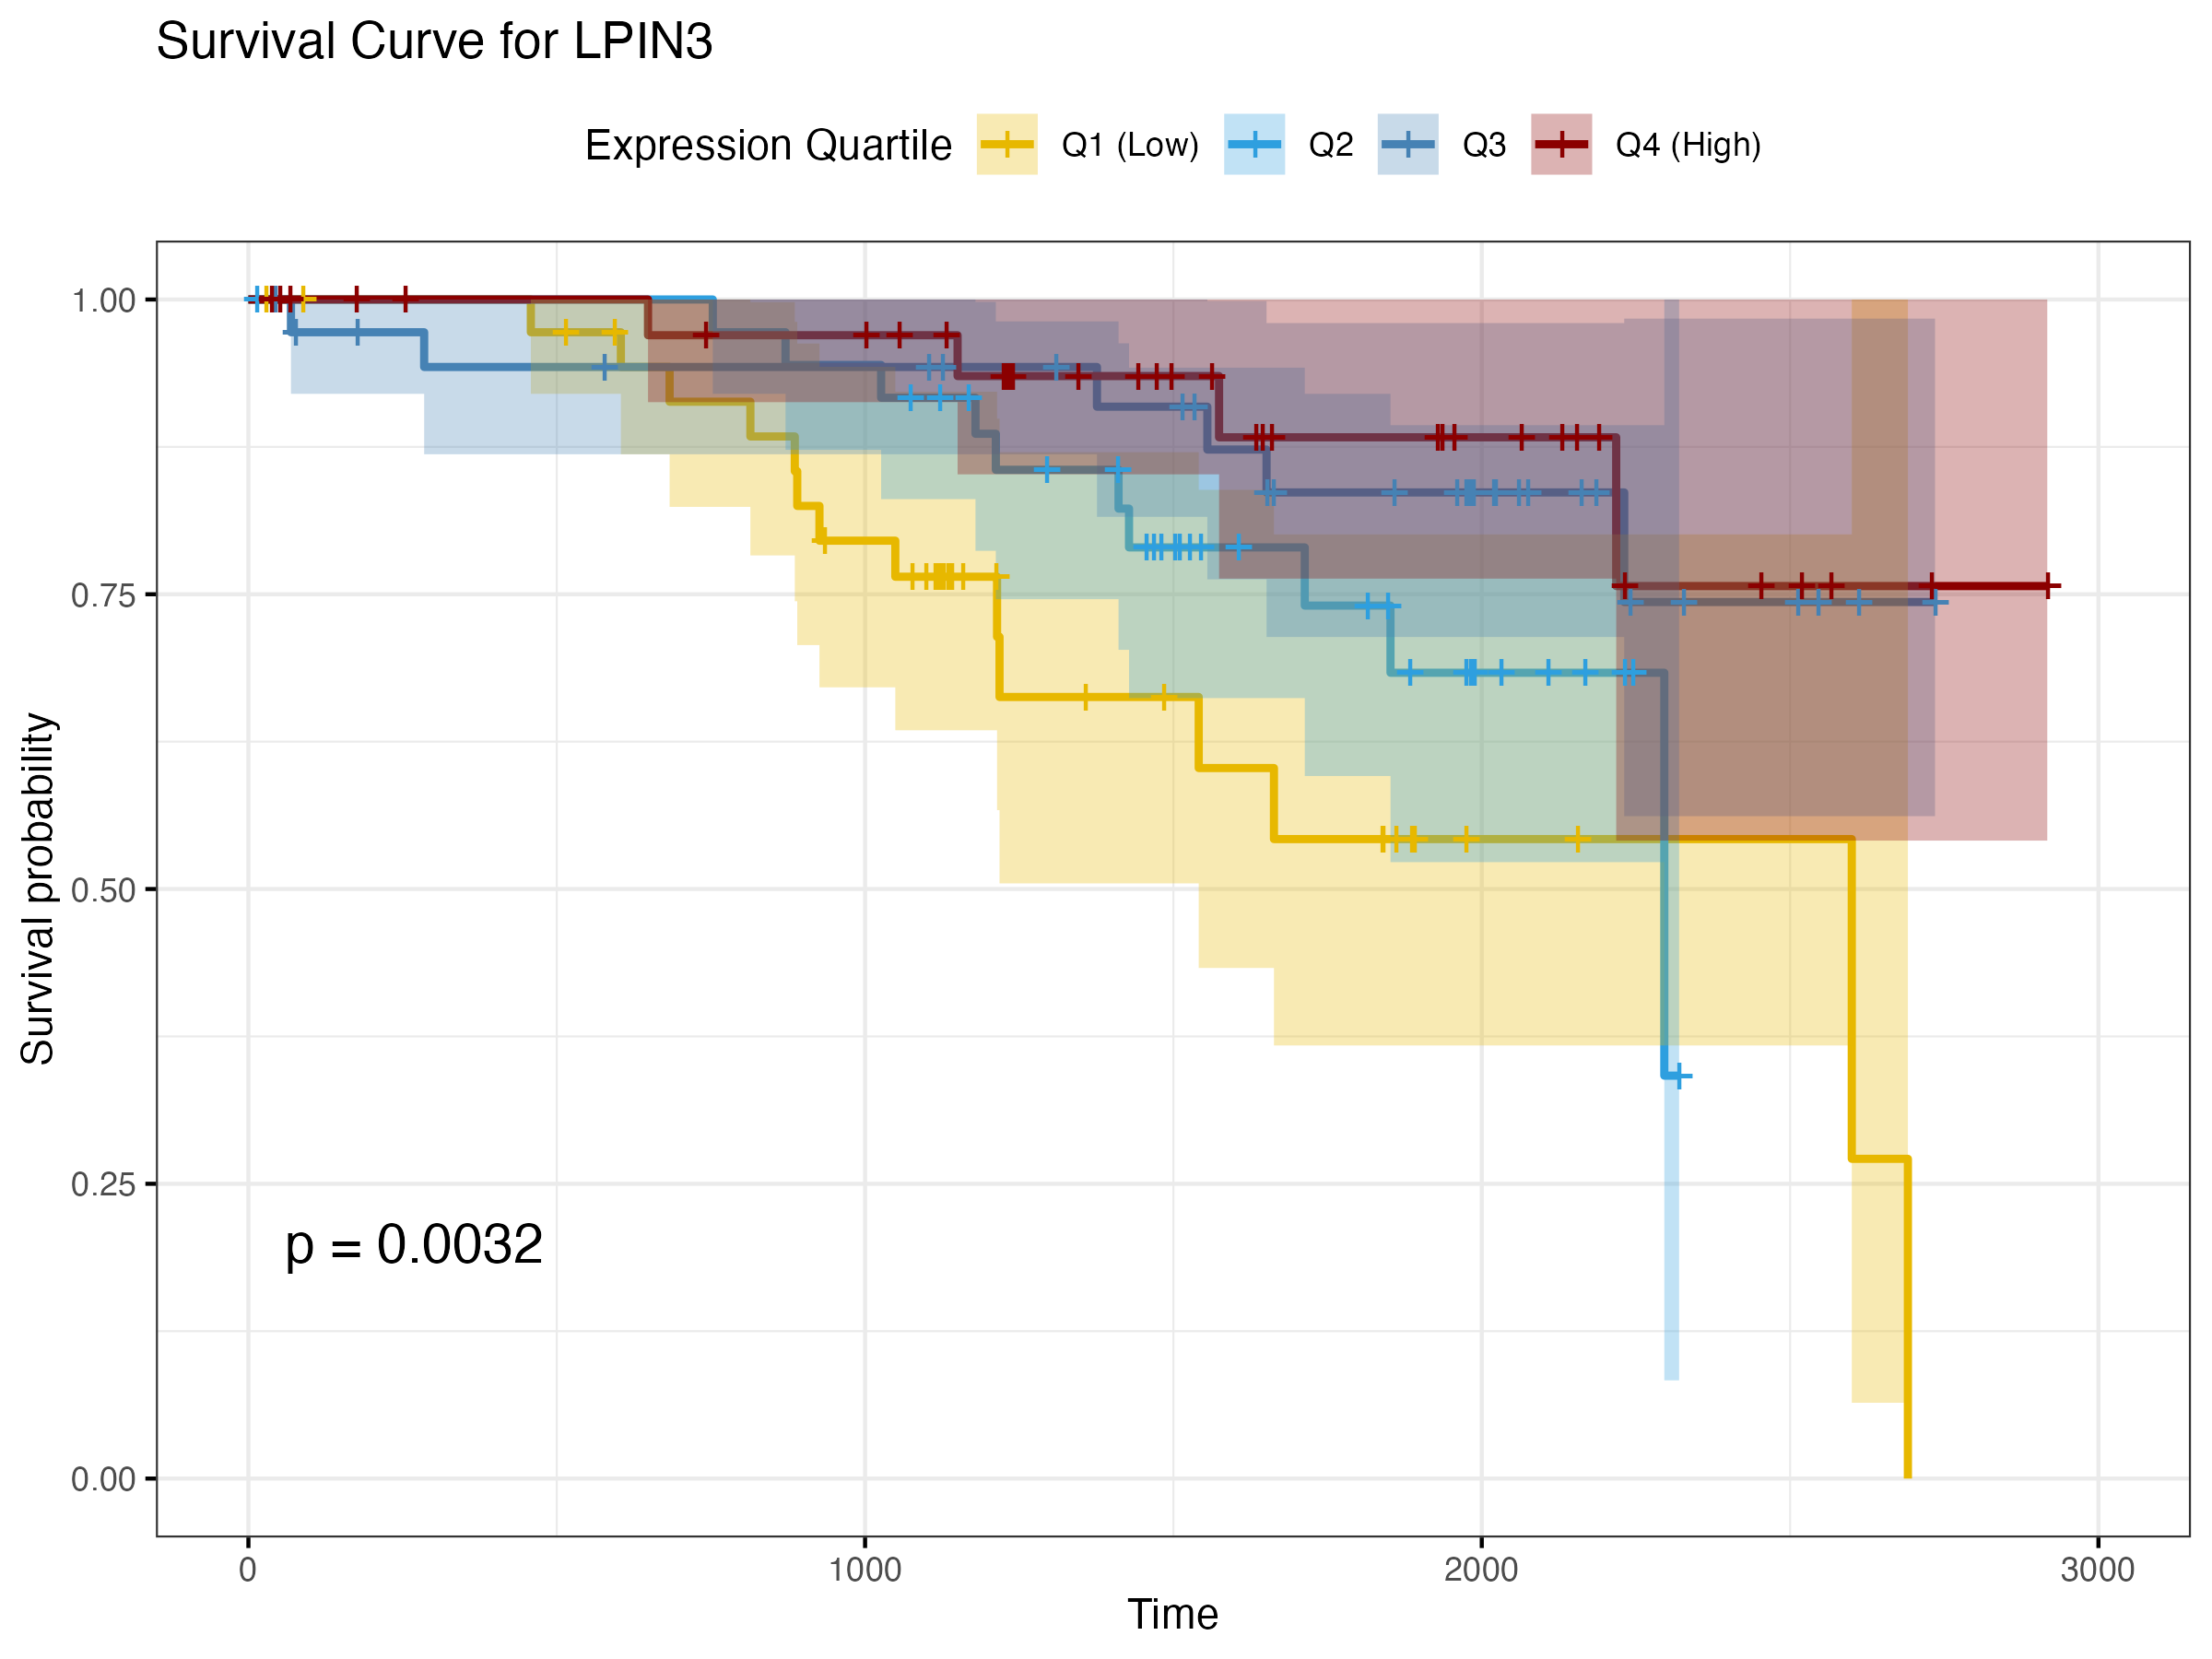 Survival Curve for LPIN3
Expression Quartile Q1 (Low) Q2 Q3 Q4 (High)
1.00
0.75
0.50
0.25
0.00
Survival probability
p = 0.0032
0 1000 2000 3000
Time